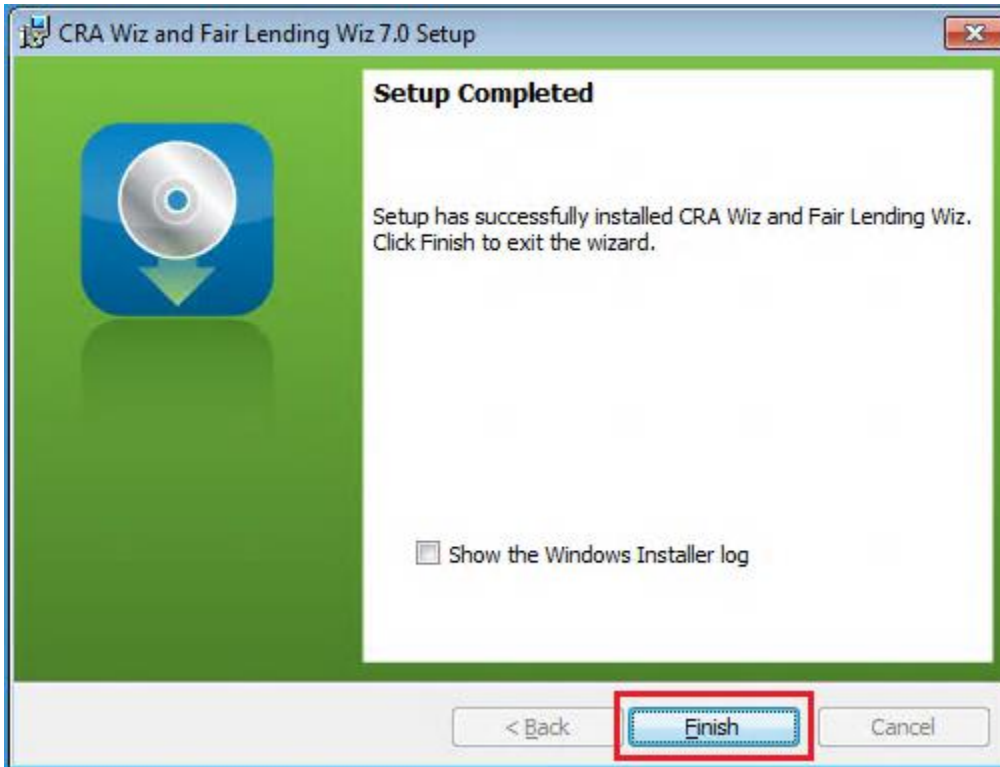 CRA Wiz and Fair Lending Wiz 7.0 Setup
Setup Completed
Setup has successfully installed CRA Wiz and Fair Lending Wiz.
Click Finish to exit the wizard.
Show the Windows Installer log
< Back Finish Cancel